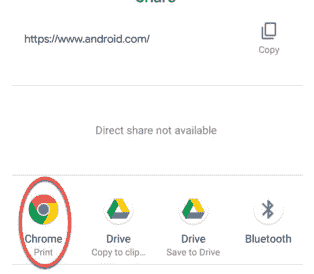 Share
https://www.android.com/
Copy
Direct share not available
Chrome
Print
Drive
Copy to clip...
Drive
Save to Drive
Bluetooth